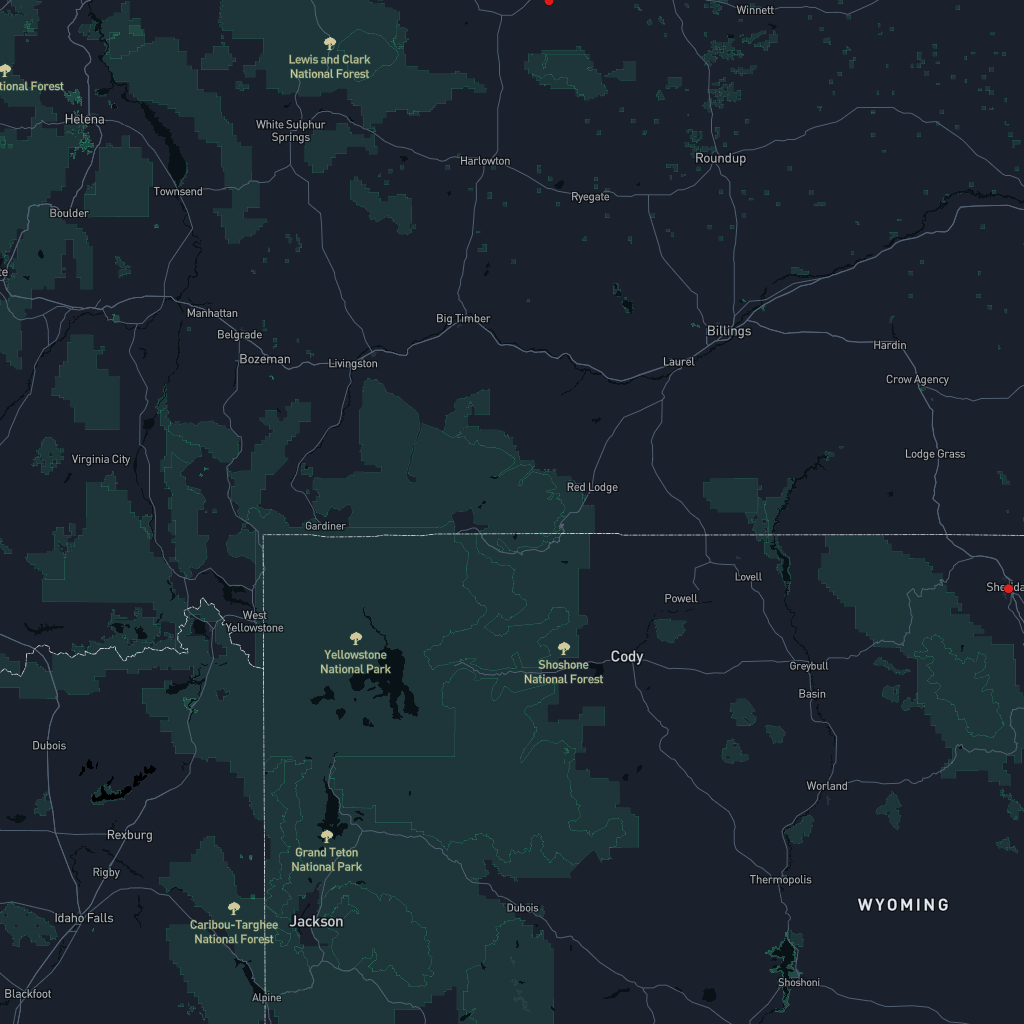 Winnett
Lewis and Clark
National Forest
National Forest
Helena
White Sulphur
Springs
Harlowton
Roundup
Townsend
Ryegate
Boulder
Manhattan
Big Timber
Belgrade
Billings
Bozeman
Livingston
Laurel
Hardin
Crow Agency
Virginia City
Lodge Grass
Red Lodge
Gardiner
Lovell
Powell
West
Yellowstone
Yellowstone
National Park
Shoshone
National Forest
Cody
Greybull
Basin
Dubois
Worland
Rexburg
Grand Teton
National Park
Rigby
Thermopolis
Idaho Falls
Caribou-Targhee
National Forest
Jackson
Dubois
WYOMING
Blackfoot
Alpine
Shoshoni